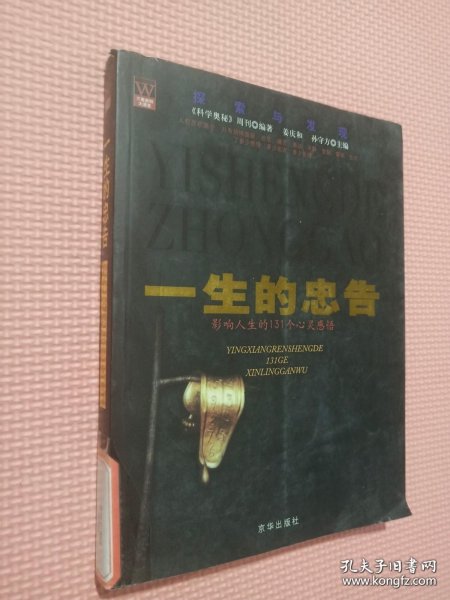 W
探索与发现
《科学奥秘》周刊◎编著 姜庆和 孙守方◎主编
YISHENGDE
ZHONGGAO
一生的忠告
影响人生的131个心灵感悟
YINGXIANGRENSHENGDE
131GE
XINLINGGANWU
京华出版社
一生的忠告
孔夫子旧书网
www.kongfz.com